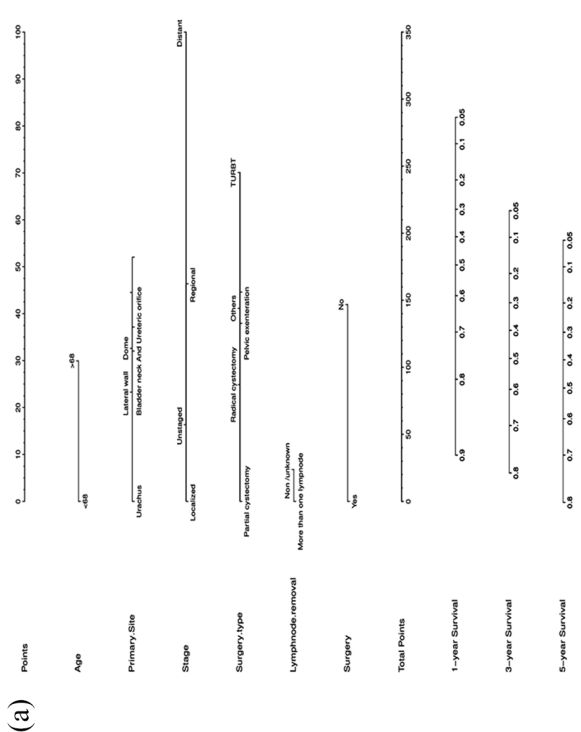 (a)
Points
0 10 20 30 40 50 60 70 80 90 100
Age
>68
<68
Primary.Site
Lateral wall Dome
Urachus Bladder neck And Ureteric orifice
Stage
Unstaged Distant
Localized Regional
Surgery.type
Radical cystectomy Others TURBT
Partial cystectomy Pelvic exenteration
Lymphnode.removal
Non /unknown
More than one lympnode
Surgery
No
Yes
Total Points
0 50 100 150 200 250 300 350
1-year Survival
0.9 0.8 0.7 0.6 0.5 0.4 0.3 0.2 0.1 0.05
3-year Survival
0.8 0.7 0.6 0.5 0.4 0.3 0.2 0.1 0.05
5-year Survival
0.8 0.7 0.6 0.5 0.4 0.3 0.2 0.1 0.05